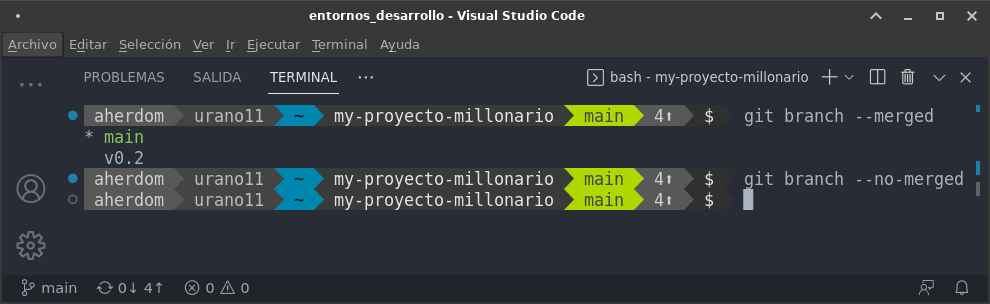 entornos_desarrollo - Visual Studio Code
Archivo Editar Selección Ver Ir Ejecutar Terminal Ayuda
PROBLEMAS SALIDA TERMINAL ··· bash - my-proyecto-millonario
aherdom urano11 ~ my-proyecto-millonario main 4⬆ $ git branch --merged
* main
v0.2
aherdom urano11 ~ my-proyecto-millonario main 4⬆ $ git branch --no-merged
aherdom urano11 ~ my-proyecto-millonario main 4⬆ $
main 0↓ 4↑ 0 0